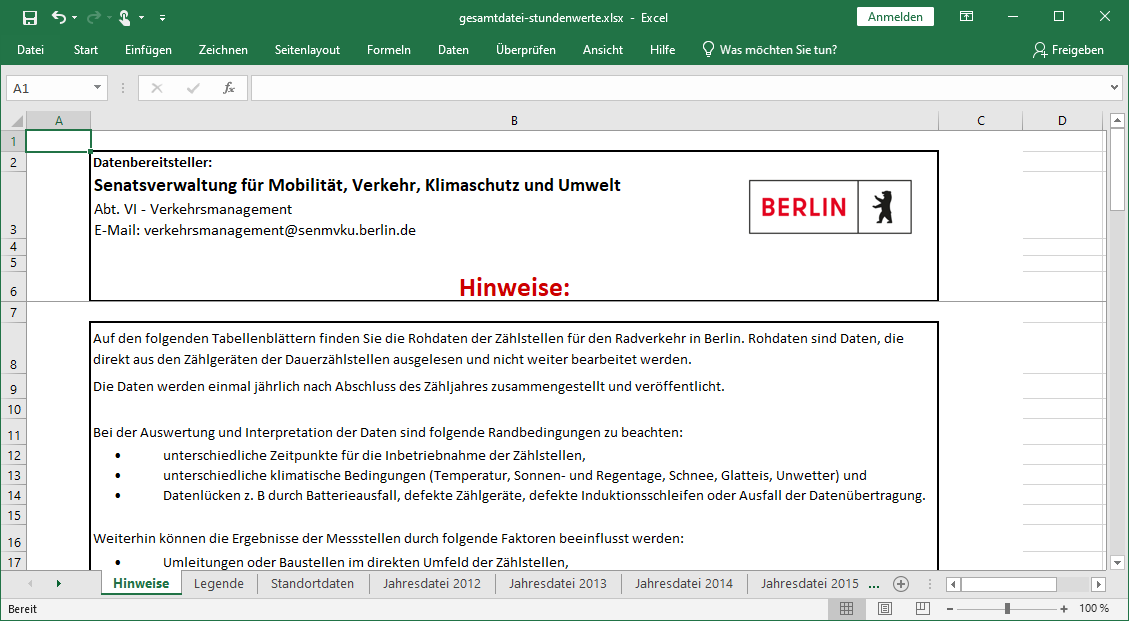 gesamtdatei-stundenwerte.xlsx - Excel
Anmelden
Datei Start Einfügen Zeichnen Seitenlayout Formeln Daten Überprüfen Ansicht Hilfe Was möchten Sie tun? Freigeben
A1 fx
A B C D
1
2 Datenbereitsteller:
Senatsverwaltung für Mobilität, Verkehr, Klimaschutz und Umwelt
BERLIN
Abt. VI - Verkehrsmanagement
3 E-Mail: verkehrsmanagement@senmvku.berlin.de
4
5
6 Hinweise:
7
Auf den folgenden Tabellenblättern finden Sie die Rohdaten der Zählstellen für den Radverkehr in Berlin. Rohdaten sind Daten, die
8 direkt aus den Zählgeräten der Dauerzählstellen ausgelesen und nicht weiter bearbeitet werden.
9 Die Daten werden einmal jährlich nach Abschluss des Zähljahres zusammengestellt und veröffentlicht.
10
11 Bei der Auswertung und Interpretation der Daten sind folgende Randbedingungen zu beachten:
12 • unterschiedliche Zeitpunkte für die Inbetriebnahme der Zählstellen,
13 • unterschiedliche klimatische Bedingungen (Temperatur, Sonnen- und Regentage, Schnee, Glatteis, Unwetter) und
14 • Datenlücken z. B durch Batterieausfall, defekte Zählgeräte, defekte Induktionsschleifen oder Ausfall der Datenübertragung.
15
16 Weiterhin können die Ergebnisse der Messstellen durch folgende Faktoren beeinflusst werden:
17 • Umleitungen oder Baustellen im direkten Umfeld der Zählstellen,
Hinweise Legende Standortdaten Jahresdatei 2012 Jahresdatei 2013 Jahresdatei 2014 Jahresdatei 2015 ...
Bereit 100 %